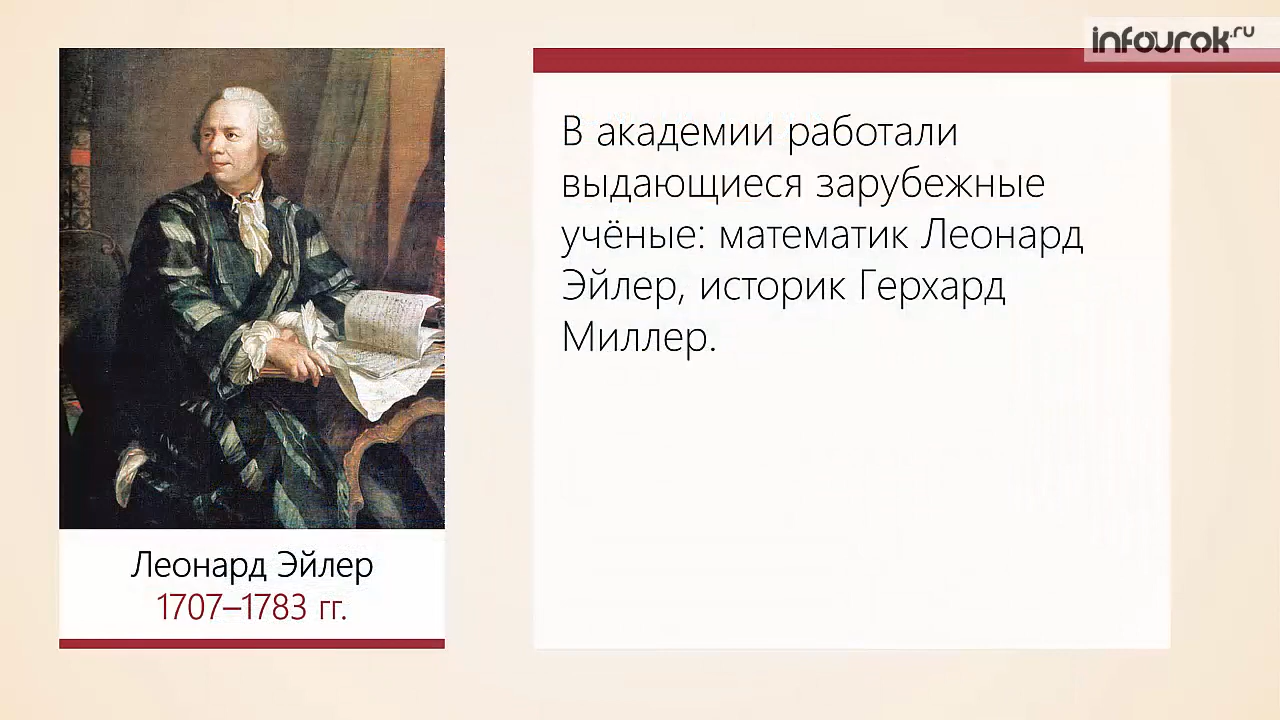 infourok.ru
В академии работали
выдающиеся зарубежные
учёные: математик Леонард
Эйлер, историк Герхард
Миллер.
Леонард Эйлер
1707–1783 гг.